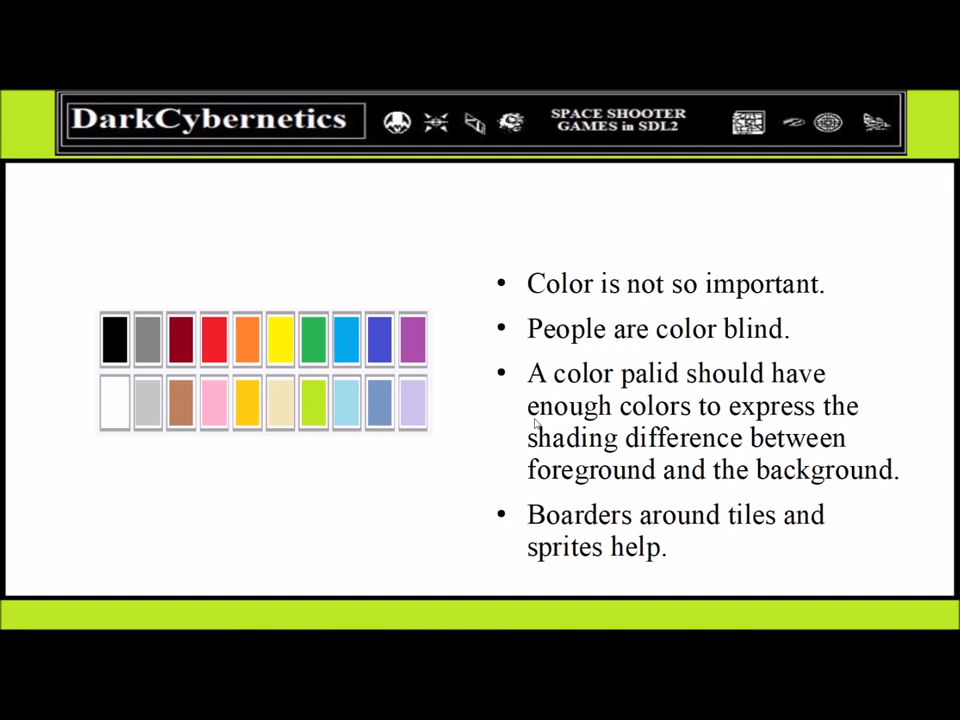 DarkCybernetics
SPACE SHOOTER
GAMES in SDL2
• Color is not so important.
• People are color blind.
• A color palid should have
enough colors to express the
shading difference between
foreground and the background.
• Boarders around tiles and
sprites help.